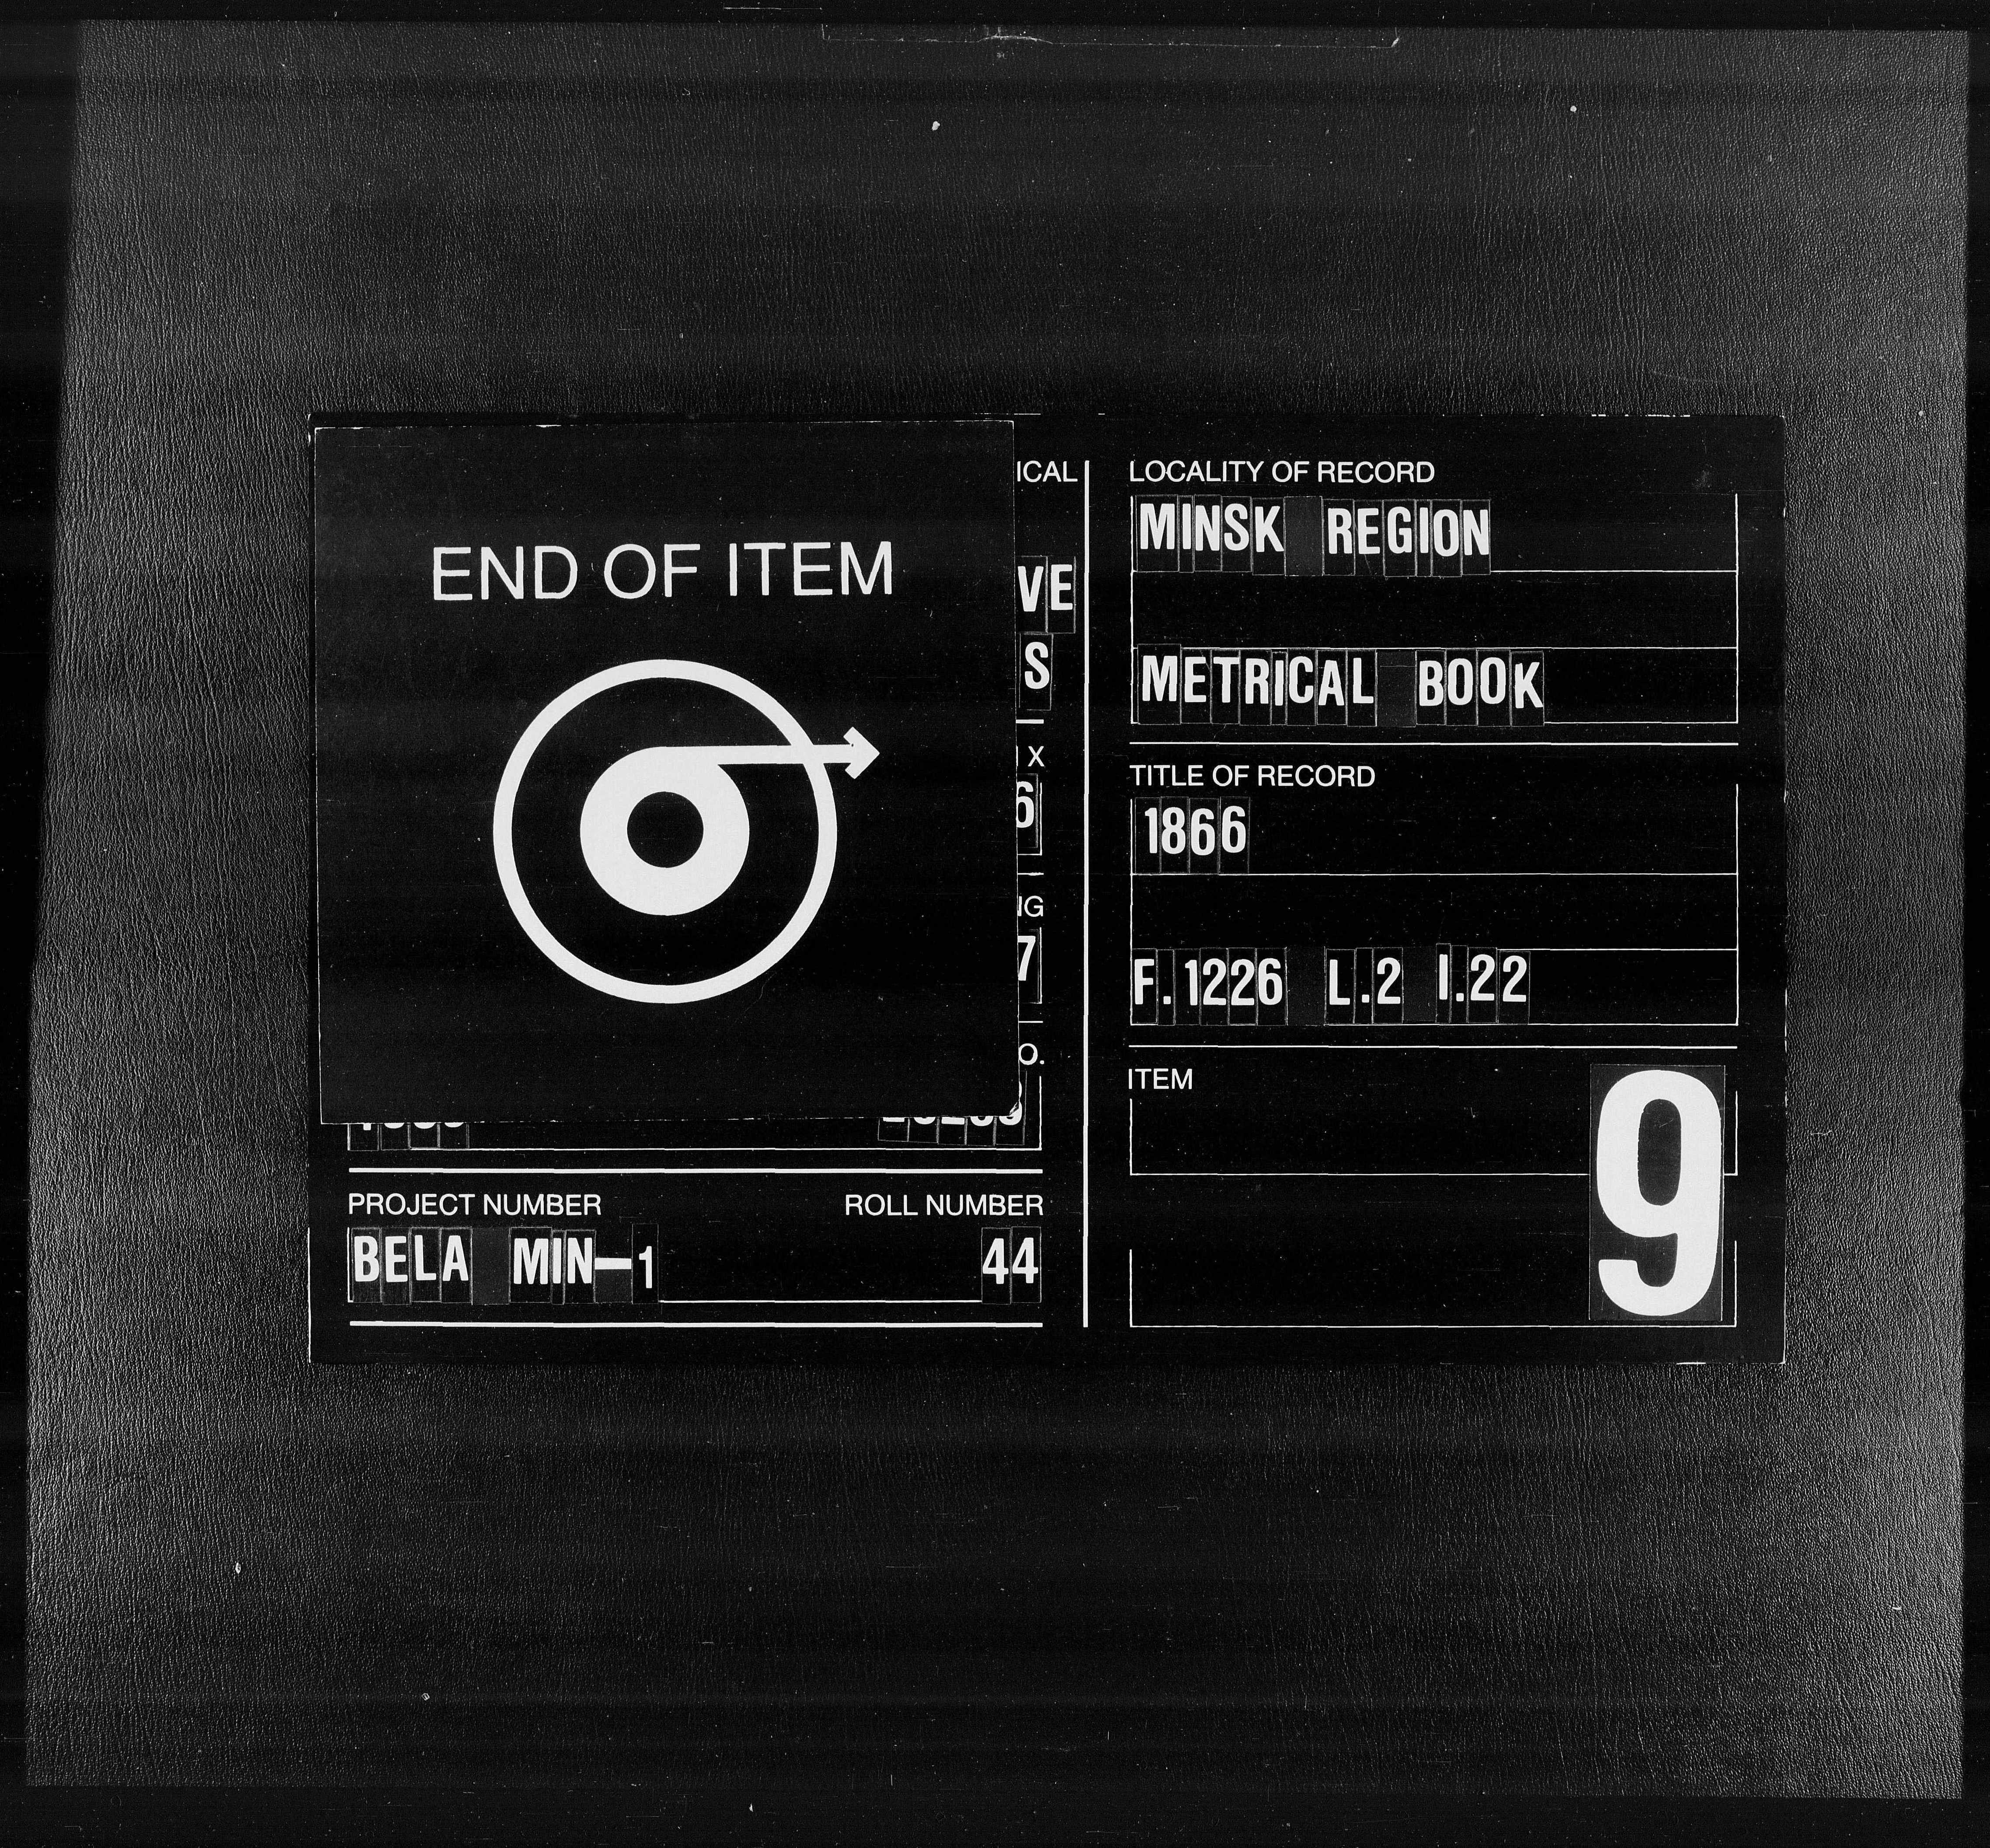 END OF ITEM
ICAL
VE
S
X
6
NG
7
O.
PROJECT NUMBER ROLL NUMBER
BELA MIN-1 44
LOCALITY OF RECORD
MINSK REGION
METRICAL BOOK
TITLE OF RECORD
1866
F.1226 L.2 I.22
ITEM
9